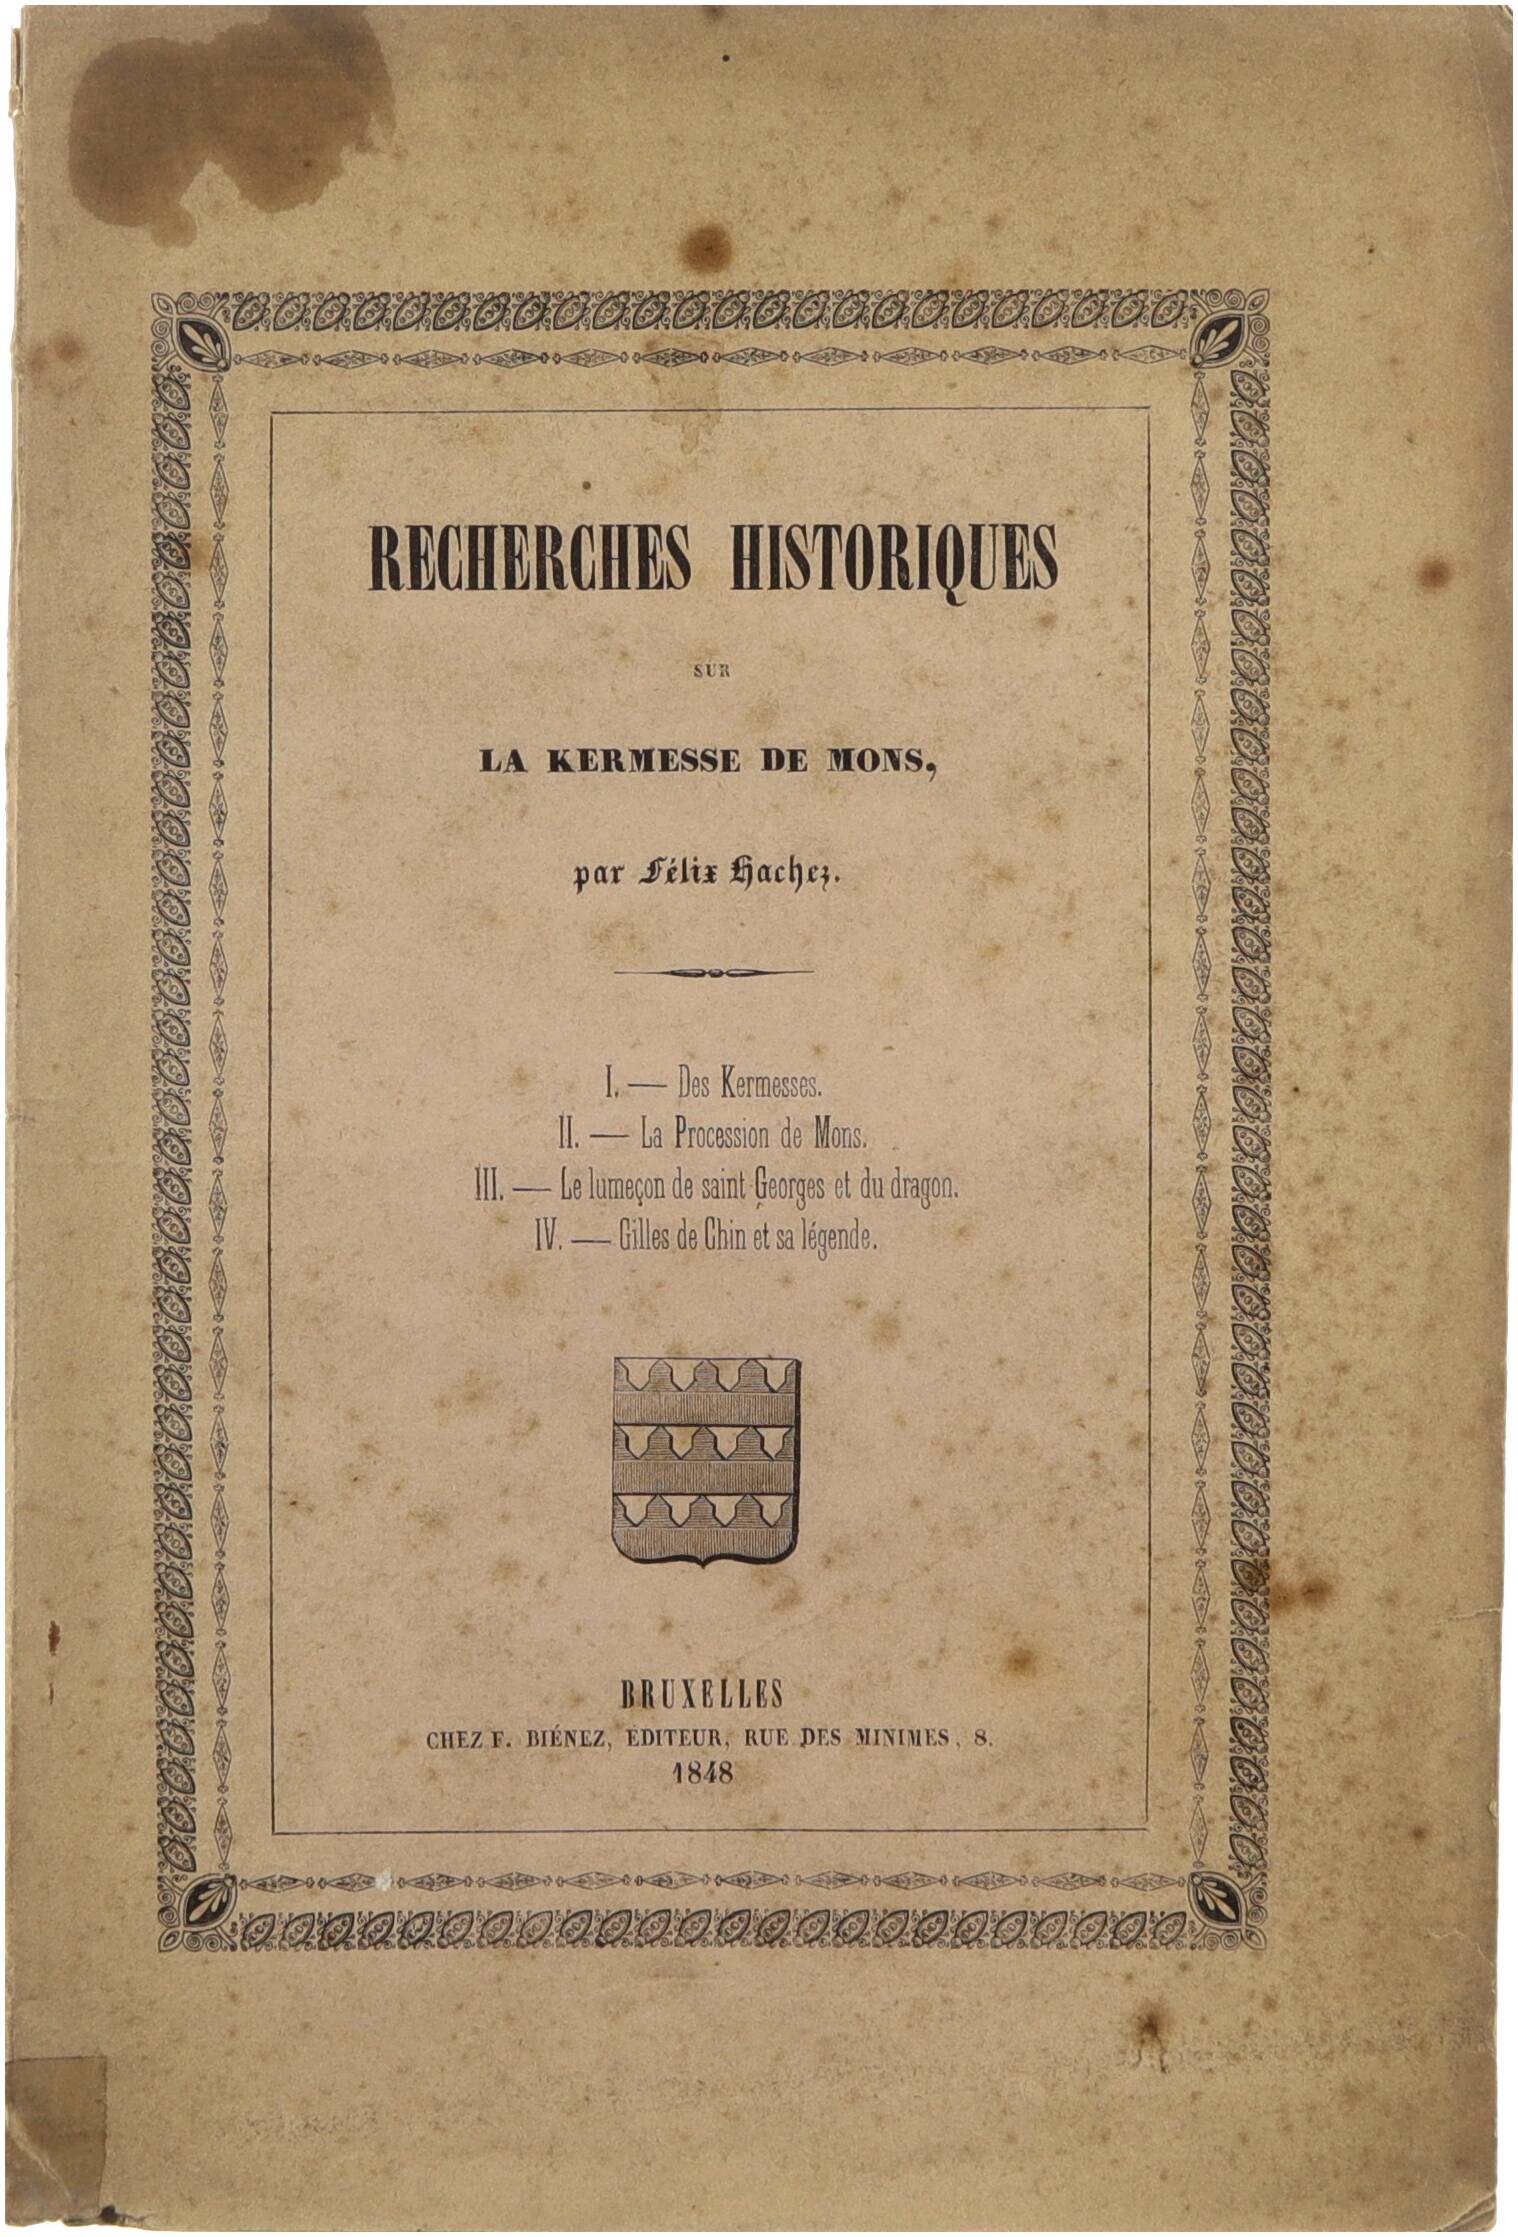 RECHERCHES HISTORIQUES
SUR
LA KERMESSE DE MONS,
par Félix Hachez.
I. — Des Kermesses.
II. — La Procession de Mons.
III. — Le lumeçon de saint Georges et du dragon.
IV. — Gilles de Chin et sa légende.
BRUXELLES
CHEZ F. BIÉNEZ, ÉDITEUR, RUE DES MINIMES, 8.
1848